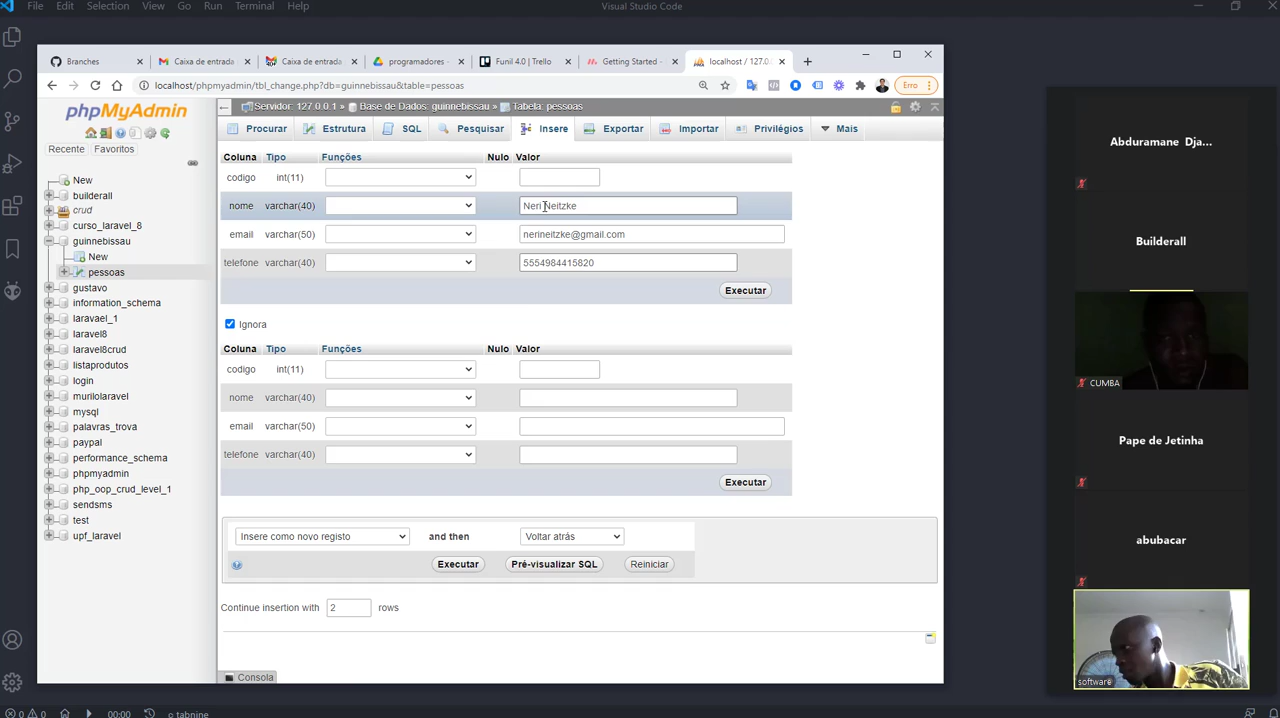 File Edit Selection View Go Run Terminal Help
Visual Studio Code
Branches
Caixa de entrada
Caixa de entrada
programadores -
Funil 4.0 | Trello
Getting Started -
localhost / 127.0.
localhost/phpmyadmin/tbl_change.php?db=guinnebissau&table=pessoas
Erro
phpMyAdmin
Recente Favoritos
New
builderall
crud
curso_laravel_8
guinnebissau
New
pessoas
gustavo
information_schema
laravael_1
laravel8
laravel8crud
listaprodutos
login
murilolaravel
mysql
palavras_trova
paypal
performance_schema
phpmyadmin
php_oop_crud_level_1
sendsms
test
upf_laravel
Servidor: 127.0.0.1 » Base de Dados: guinnebissau » Tabela: pessoas
Procurar Estrutura SQL Pesquisar Insere Exportar Importar Privilégios Mais
Coluna Tipo Funções Nulo Valor
codigo int(11)
nome varchar(40) Neri Neitzke
email varchar(50) nerineitzke@gmail.com
telefone varchar(40) 5554984415820
Executar
Ignora
Coluna Tipo Funções Nulo Valor
codigo int(11)
nome varchar(40)
email varchar(50)
telefone varchar(40)
Executar
Insere como novo registo and then Voltar atrás
Executar Pré-visualizar SQL Reiniciar
Continue insertion with 2 rows
Consola
Abduramane Dja...
Builderall
CUMBA
Pape de Jetinha
abubacar
software
0 0 00:00 tabnine